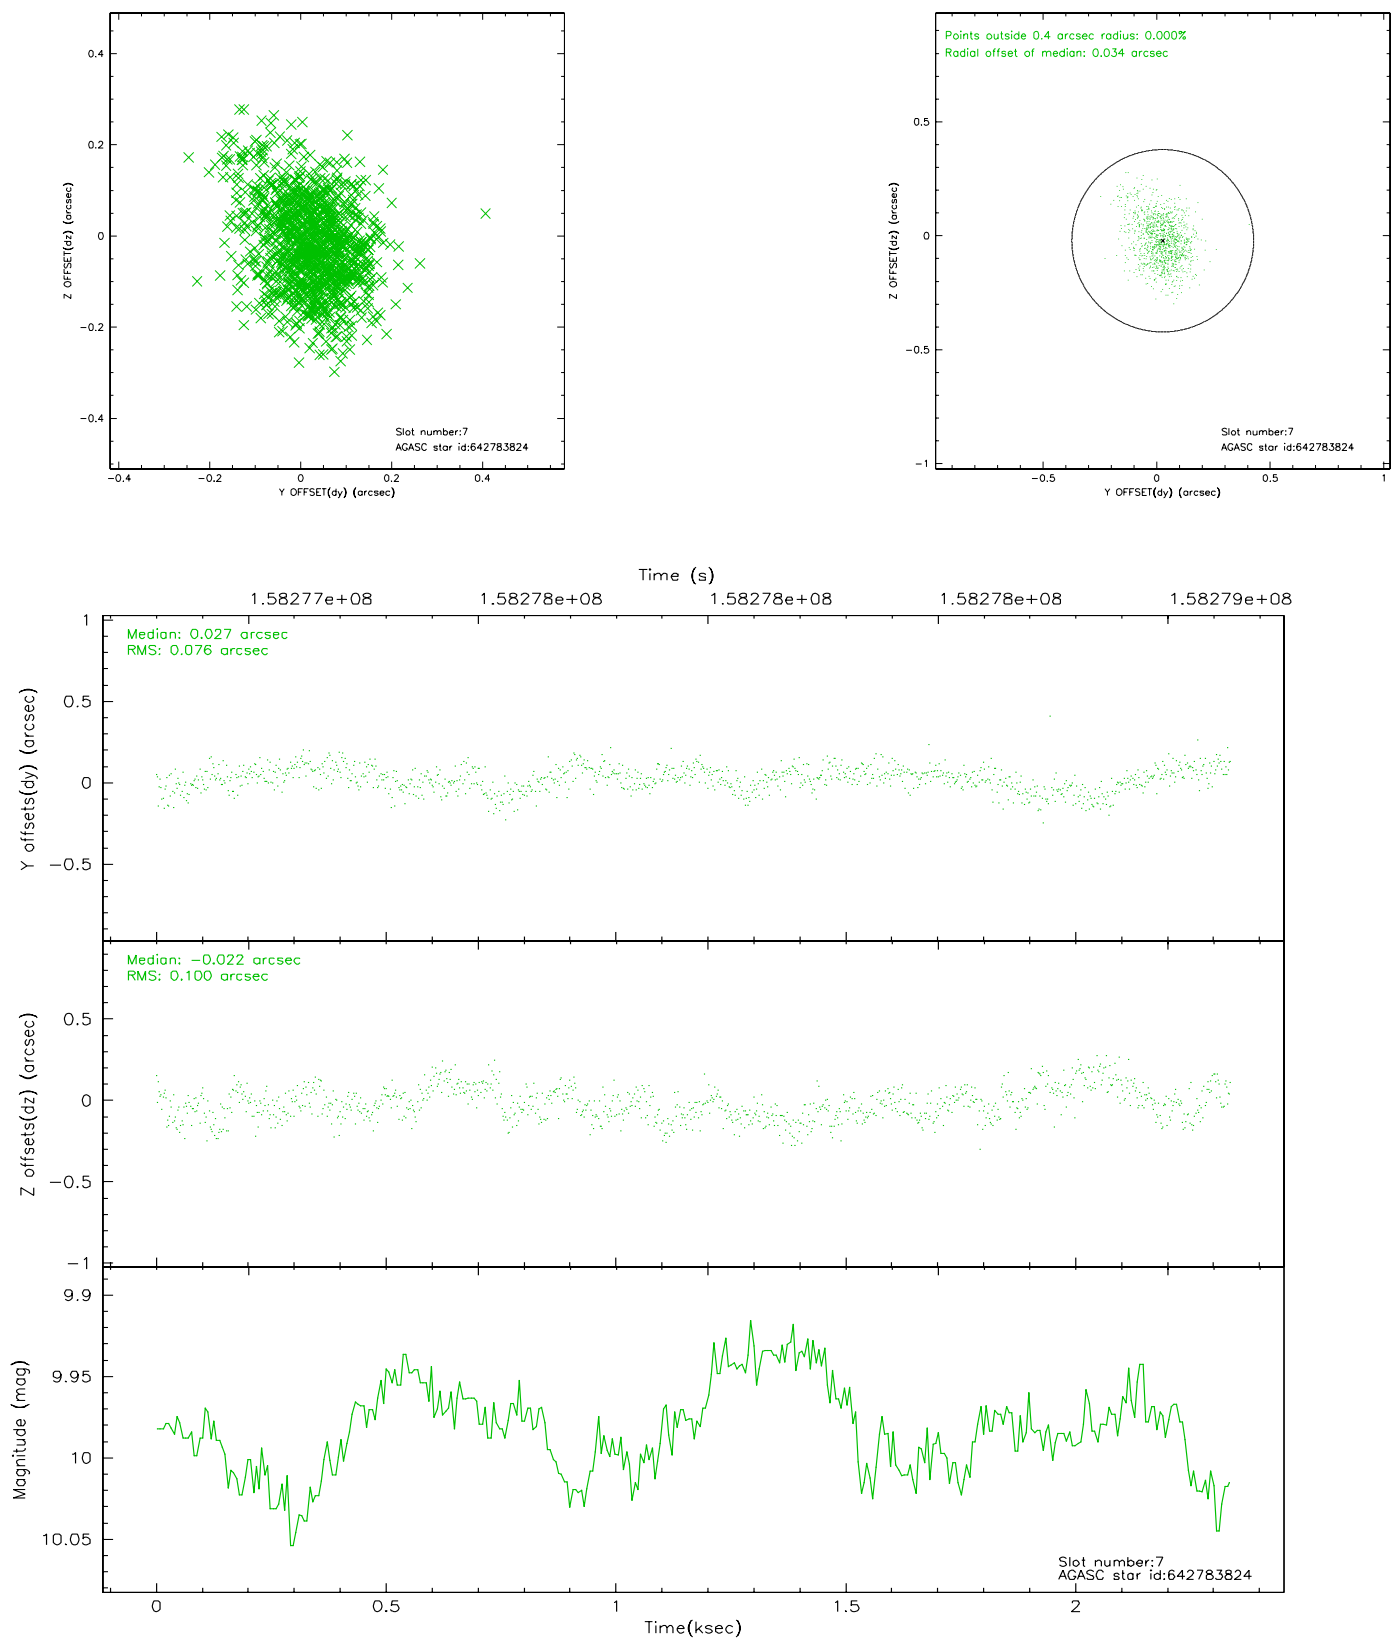 0.4
0.2
0
−0.2
−0.4
Z OFFSET(dz) (arcsec)
−0.4 −0.2 0 0.2 0.4
Y OFFSET(dy) (arcsec)
Slot number:7
AGASC star id:642783824
Points outside 0.4 arcsec radius: 0.000%
Radial offset of median: 0.034 arcsec
0.5
0
−0.5
−1
Z OFFSET(dz) (arcsec)
−0.5 0 0.5 1
Y OFFSET(dy) (arcsec)
Slot number:7
AGASC star id:642783824
Time (s)
1.58277e+08 1.58278e+08 1.58278e+08 1.58278e+08 1.58279e+08
Median: 0.027 arcsec
RMS: 0.076 arcsec
1
0.5
0
−0.5
Y offsets(dy) (arcsec)
Median: −0.022 arcsec
RMS: 0.100 arcsec
0.5
0
−0.5
−1
Z offsets(dz) (arcsec)
9.9
9.95
10
10.05
Magnitude (mag)
Slot number:7
AGASC star id:642783824
0 0.5 1 1.5 2
Time(ksec)